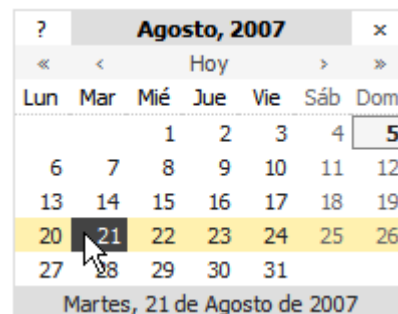 ? Agosto, 2007 ×
« ‹ Hoy › »
Lun Mar Mié Jue Vie Sáb Dom
1 2 3 4 5
6 7 8 9 10 11 12
13 14 15 16 17 18 19
20 21 22 23 24 25 26
27 28 29 30 31
Martes, 21 de Agosto de 2007